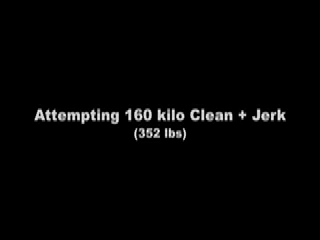 Attempting 160 kilo Clean + Jerk
(352 lbs)